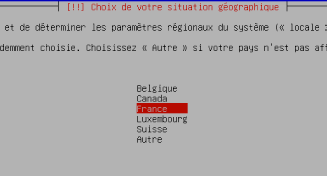 [!!] Choix de votre situation géographique
et de déterminer les paramètres régionaux du système (« locale
demment choisie. Choisissez « Autre » si votre pays n'est pas aff
Belgique
Canada
France
Luxembourg
Suisse
Autre